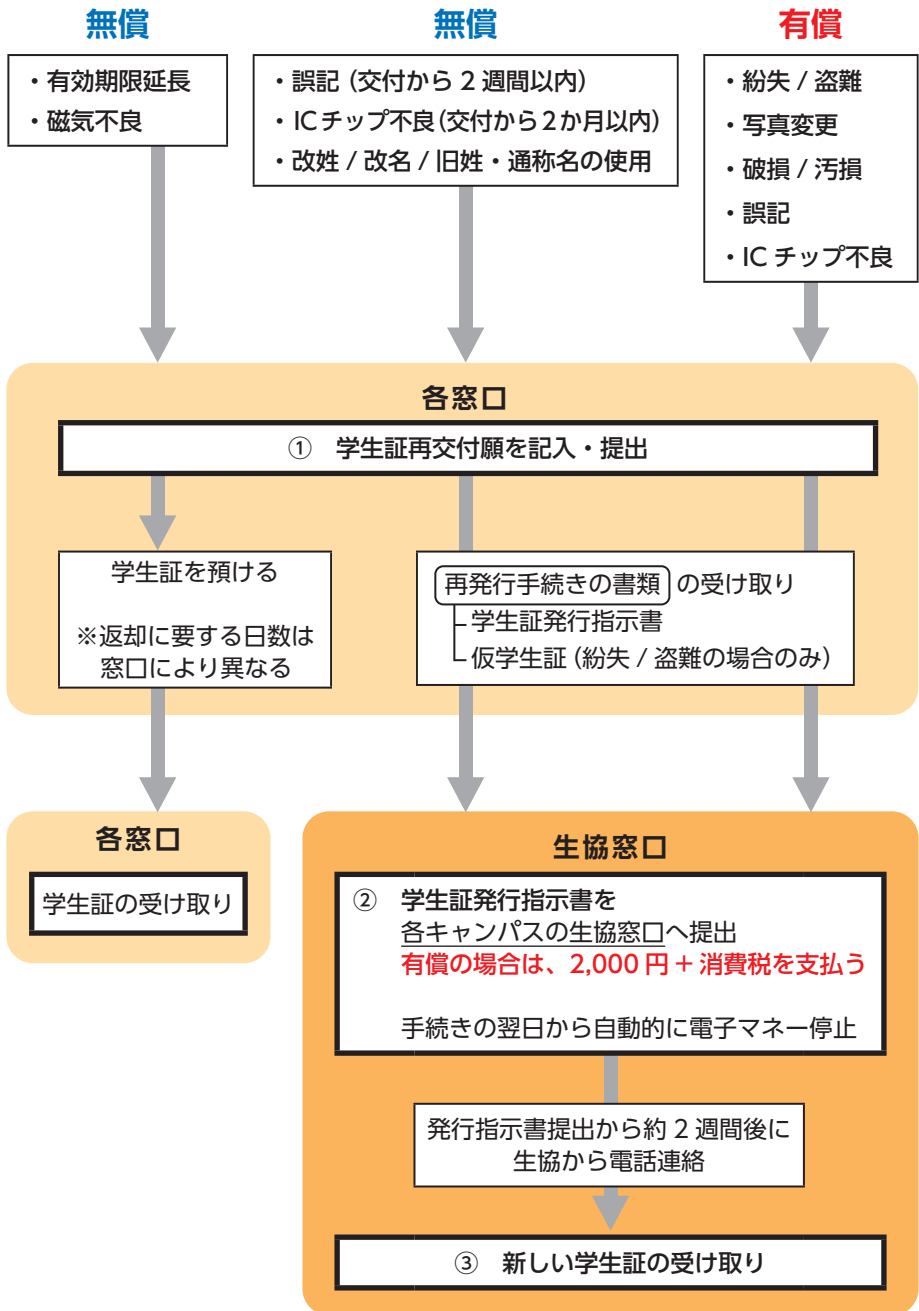 無償
・有効期限延長
・磁気不良
無償
・誤記（交付から 2 週間以内）
・ICチップ不良（交付から2か月以内）
・改姓 / 改名 / 旧姓・通称名の使用
有償
・紛失 / 盗難
・写真変更
・破損 / 汚損
・誤記
・IC チップ不良
各窓口
① 学生証再交付願を記入・提出
学生証を預ける
※返却に要する日数は
窓口により異なる
再発行手続きの書類 の受け取り
学生証発行指示書
仮学生証（紛失 / 盗難の場合のみ）
各窓口
学生証の受け取り
生協窓口
② 学生証発行指示書を
各キャンパスの生協窓口へ提出
有償の場合は、2,000 円 + 消費税を支払う
手続きの翌日から自動的に電子マネー停止
発行指示書提出から約 2 週間後に
生協から電話連絡
③ 新しい学生証の受け取り